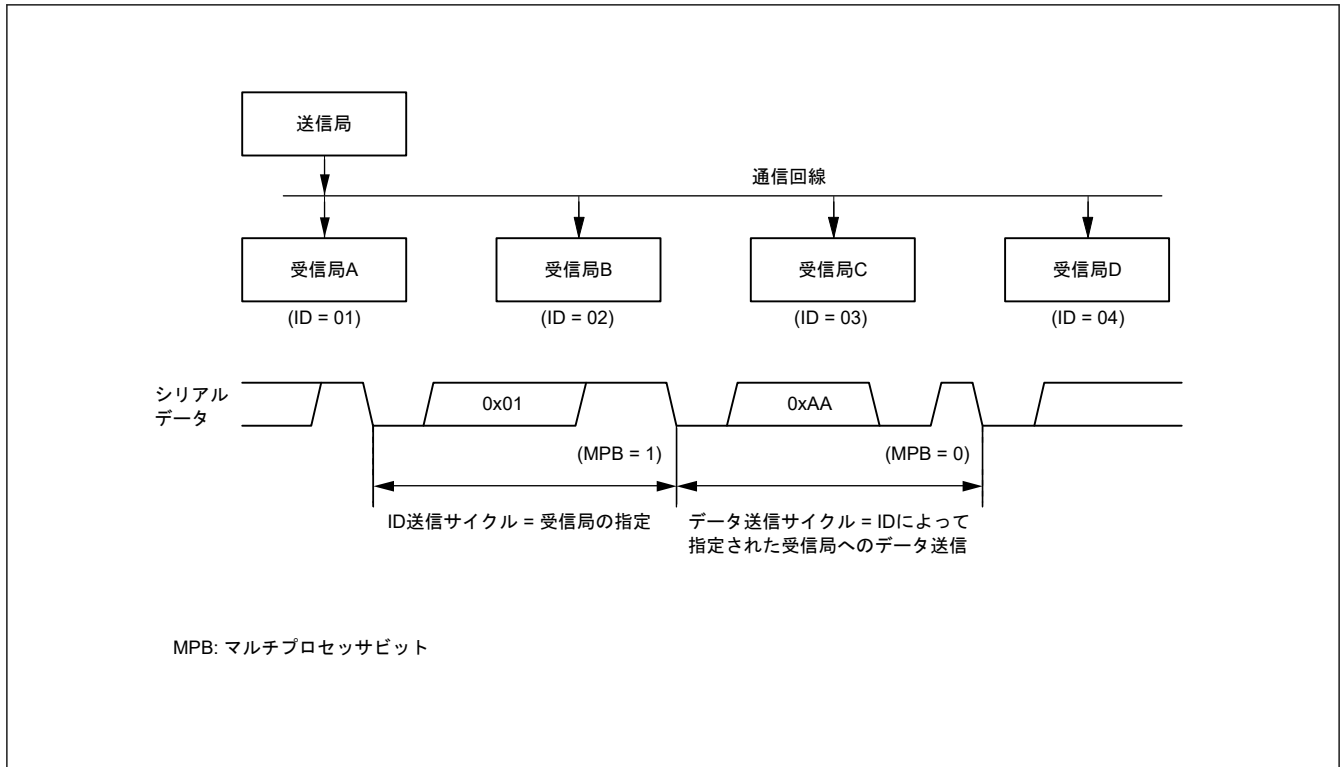 送信局
通信回線
受信局A
受信局B
受信局C
受信局D
(ID = 01)
(ID = 02)
(ID = 03)
(ID = 04)
シリアル
データ
0x01
0xAA
(MPB = 1)
(MPB = 0)
ID送信サイクル = 受信局の指定
データ送信サイクル = IDによって
指定された受信局へのデータ送信
MPB: マルチプロセッサビット